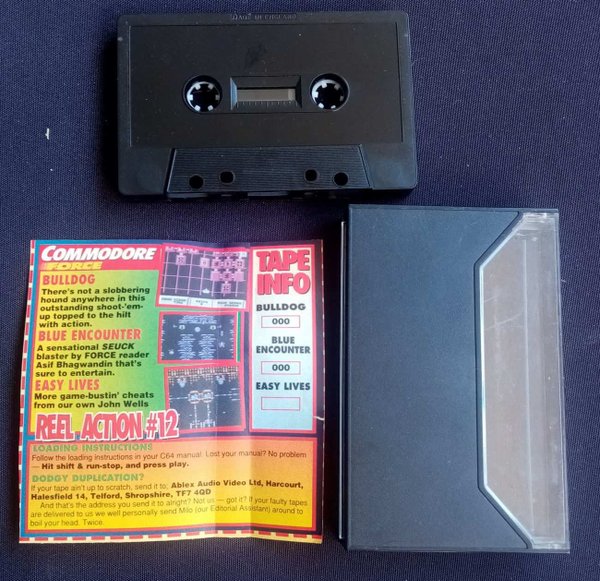 MADE IN ENGLAND
COMMODORE
FORCE
BULLDOG
There's not a slobbering
hound anywhere in this
outstanding shoot-'em-
up topped to the hilt
with action.
BLUE ENCOUNTER
A sensational SEUCK
blaster by FORCE reader
Asif Bhagwandin that's
sure to entertain.
EASY LIVES
More game-bustin' cheats
from our own John Wells
REEL ACTION #12
TAPE
INFO
BULLDOG
000
BLUE
ENCOUNTER
000
EASY LIVES
LOADING INSTRUCTIONS
Follow the loading instructions in your C64 manual. Lost your manual? No problem
— Hit shift & run-stop, and press play.
DODGY DUPLICATION?
If your tape ain't up to scratch, send it to, Ablex Audio Video Ltd, Harcourt,
Halesfield 14, Telford, Shropshire, TF7 4QD
And that's the address you send it to alright? Not us — got it? If your faulty tapes
are delivered to us we well personally send Milo (our Editorial Assistant) around to
boil your head. Twice.